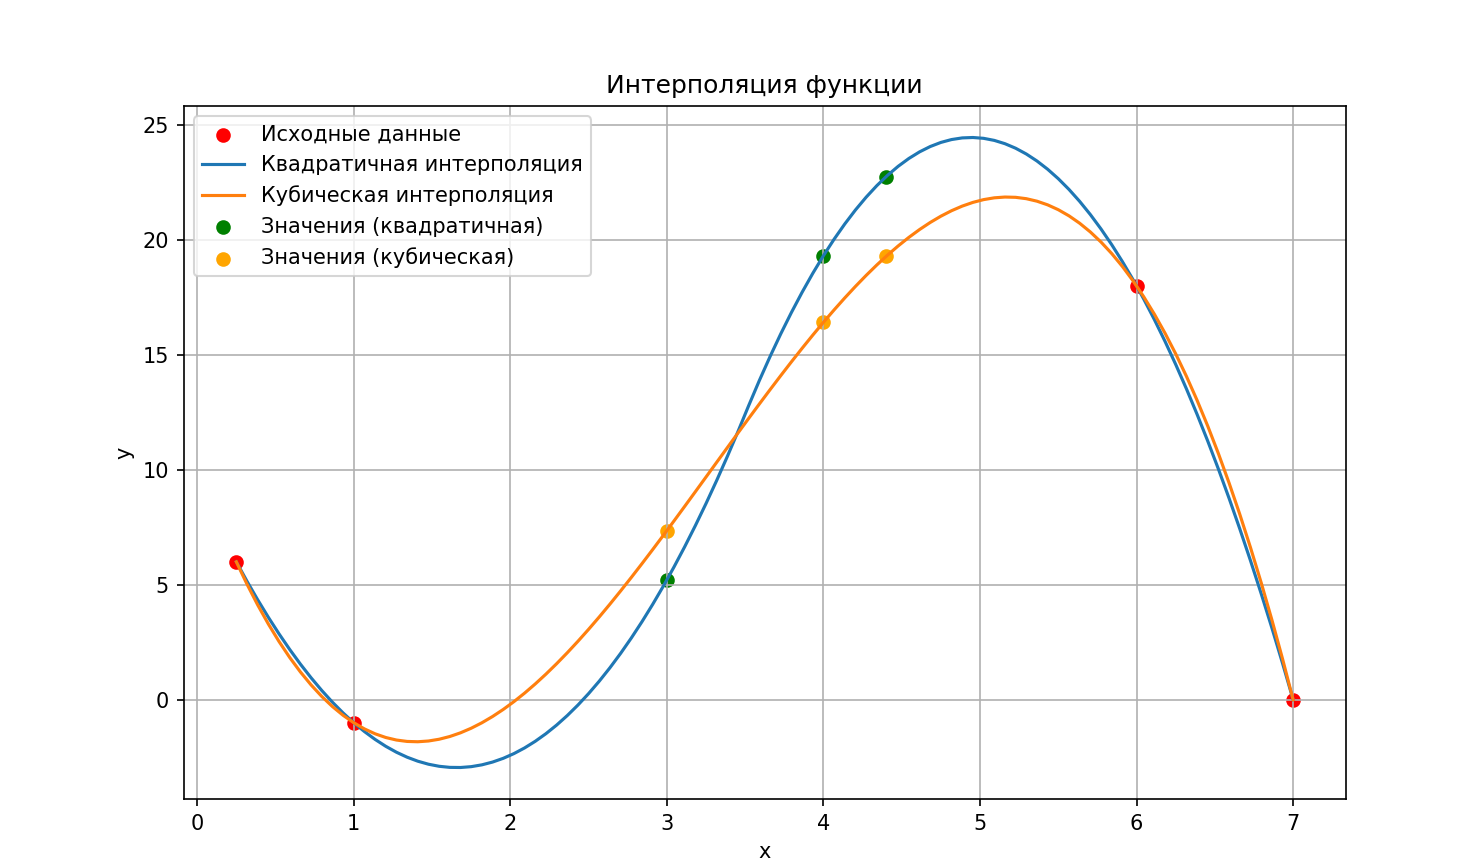 Интерполяция функции
Исходные данные
Квадратичная интерполяция
Кубическая интерполяция
Значения (квадратичная)
Значения (кубическая)
25
20
15
10
5
0
y
0 1 2 3 4 5 6 7
x